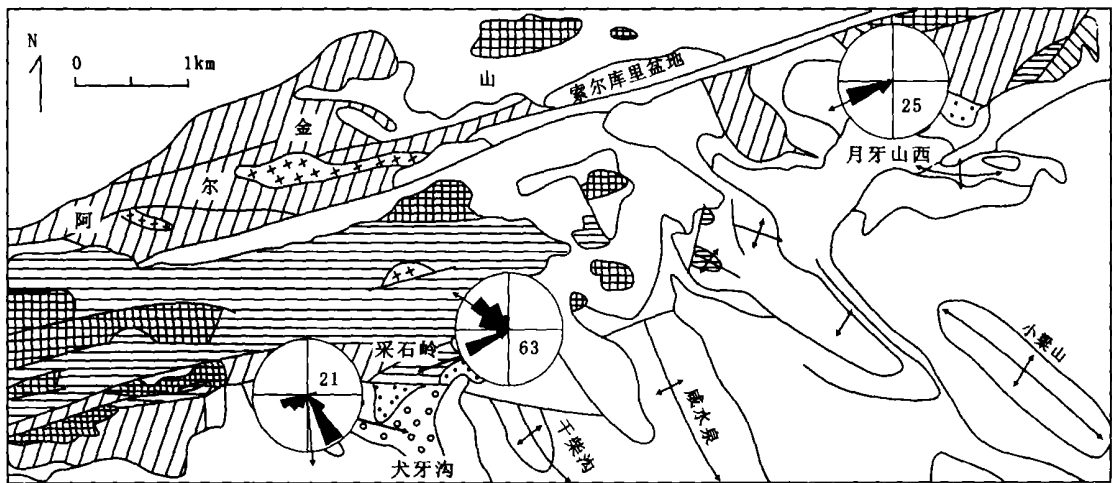 N
0 1km
山
索尔库里盆地
金
尔
阿
25
月牙山西
采石岭
63
21
犬牙沟
干柴沟
咸水泉
小梁山